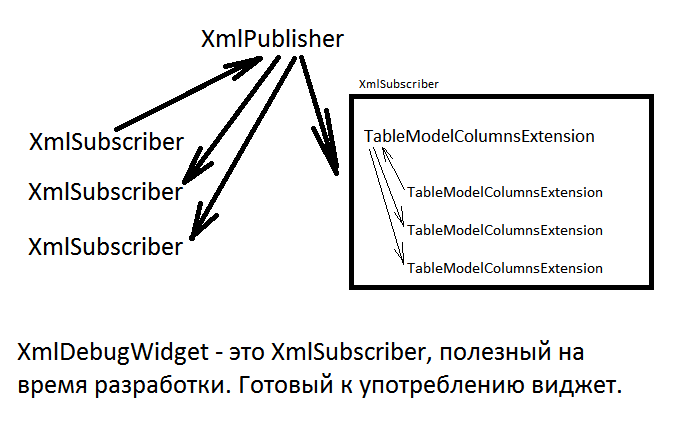 XmlPublisher
XmlSubscriber
XmlSubscriber
XmlSubscriber
XmlSubscriber
TableModelColumnsExtension
TableModelColumnsExtension
TableModelColumnsExtension
TableModelColumnsExtension
XmlDebugWidget - это XmlSubscriber, полезный на
время разработки. Готовый к употреблению виджет.